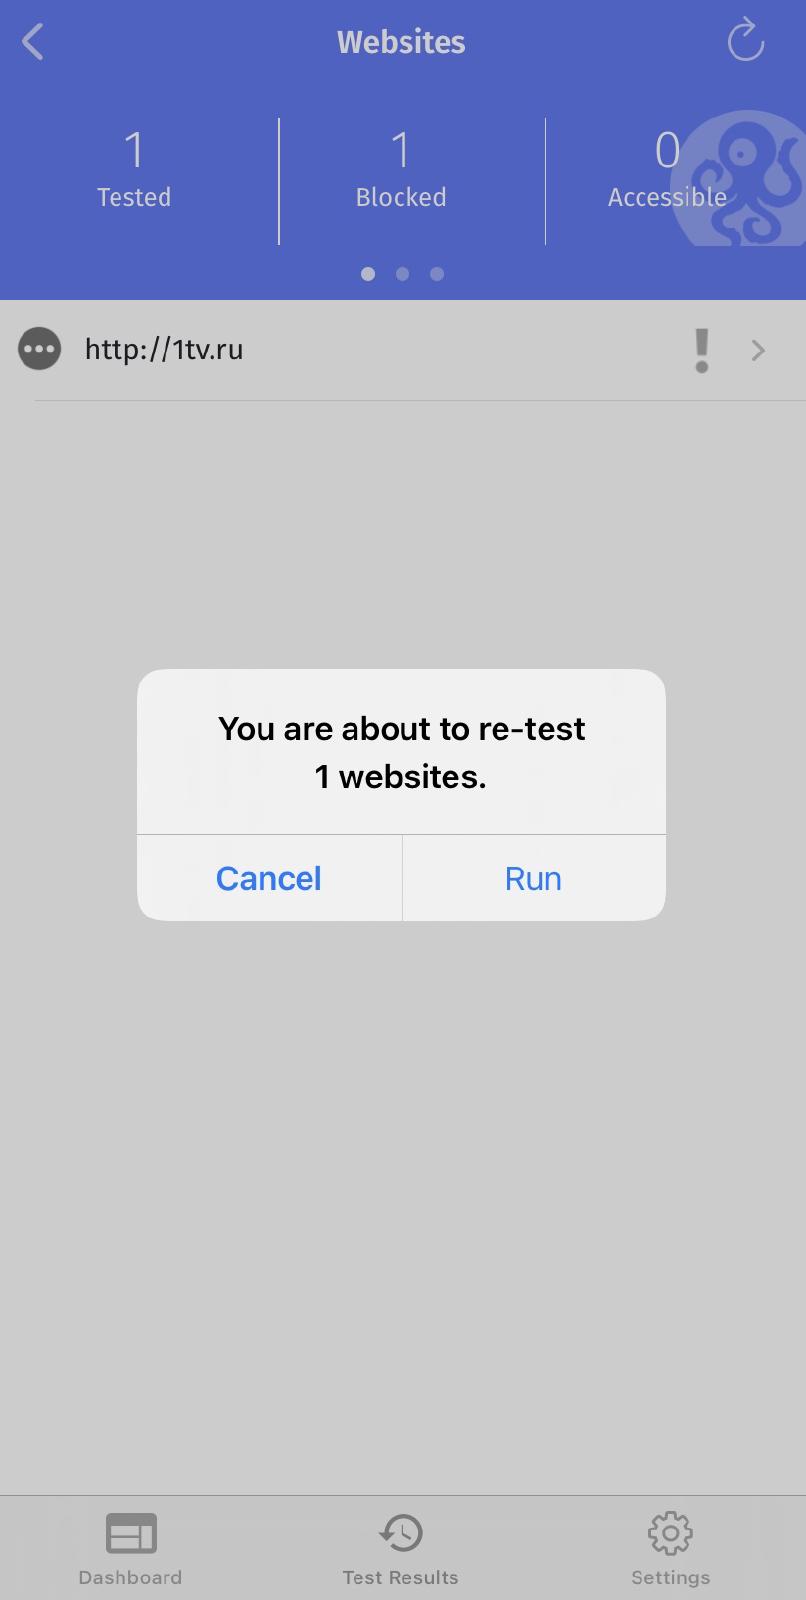 Websites
1
Tested
1
Blocked
0
Accessible
http://1tv.ru
You are about to re-test
1 websites.
Cancel
Run
Dashboard
Test Results
Settings